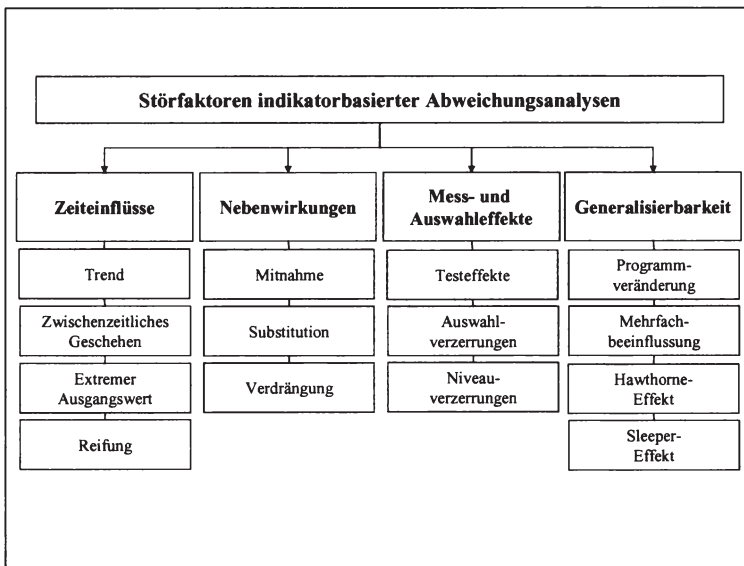 Störfaktoren indikatorbasierter Abweichungsanalysen
Zeiteinflüsse
Trend
Zwischenzeitliches
Geschehen
Extremer
Ausgangswert
Reifung
Nebenwirkungen
Mitnahme
Substitution
Verdrängung
Mess- und
Auswahleffekte
Testeffekte
Auswahl-
verzerrungen
Niveau-
verzerrungen
Generalisierbarkeit
Programm-
veränderung
Mehrfach-
beeinflussung
Hawthorne-
Effekt
Sleeper-
Effekt